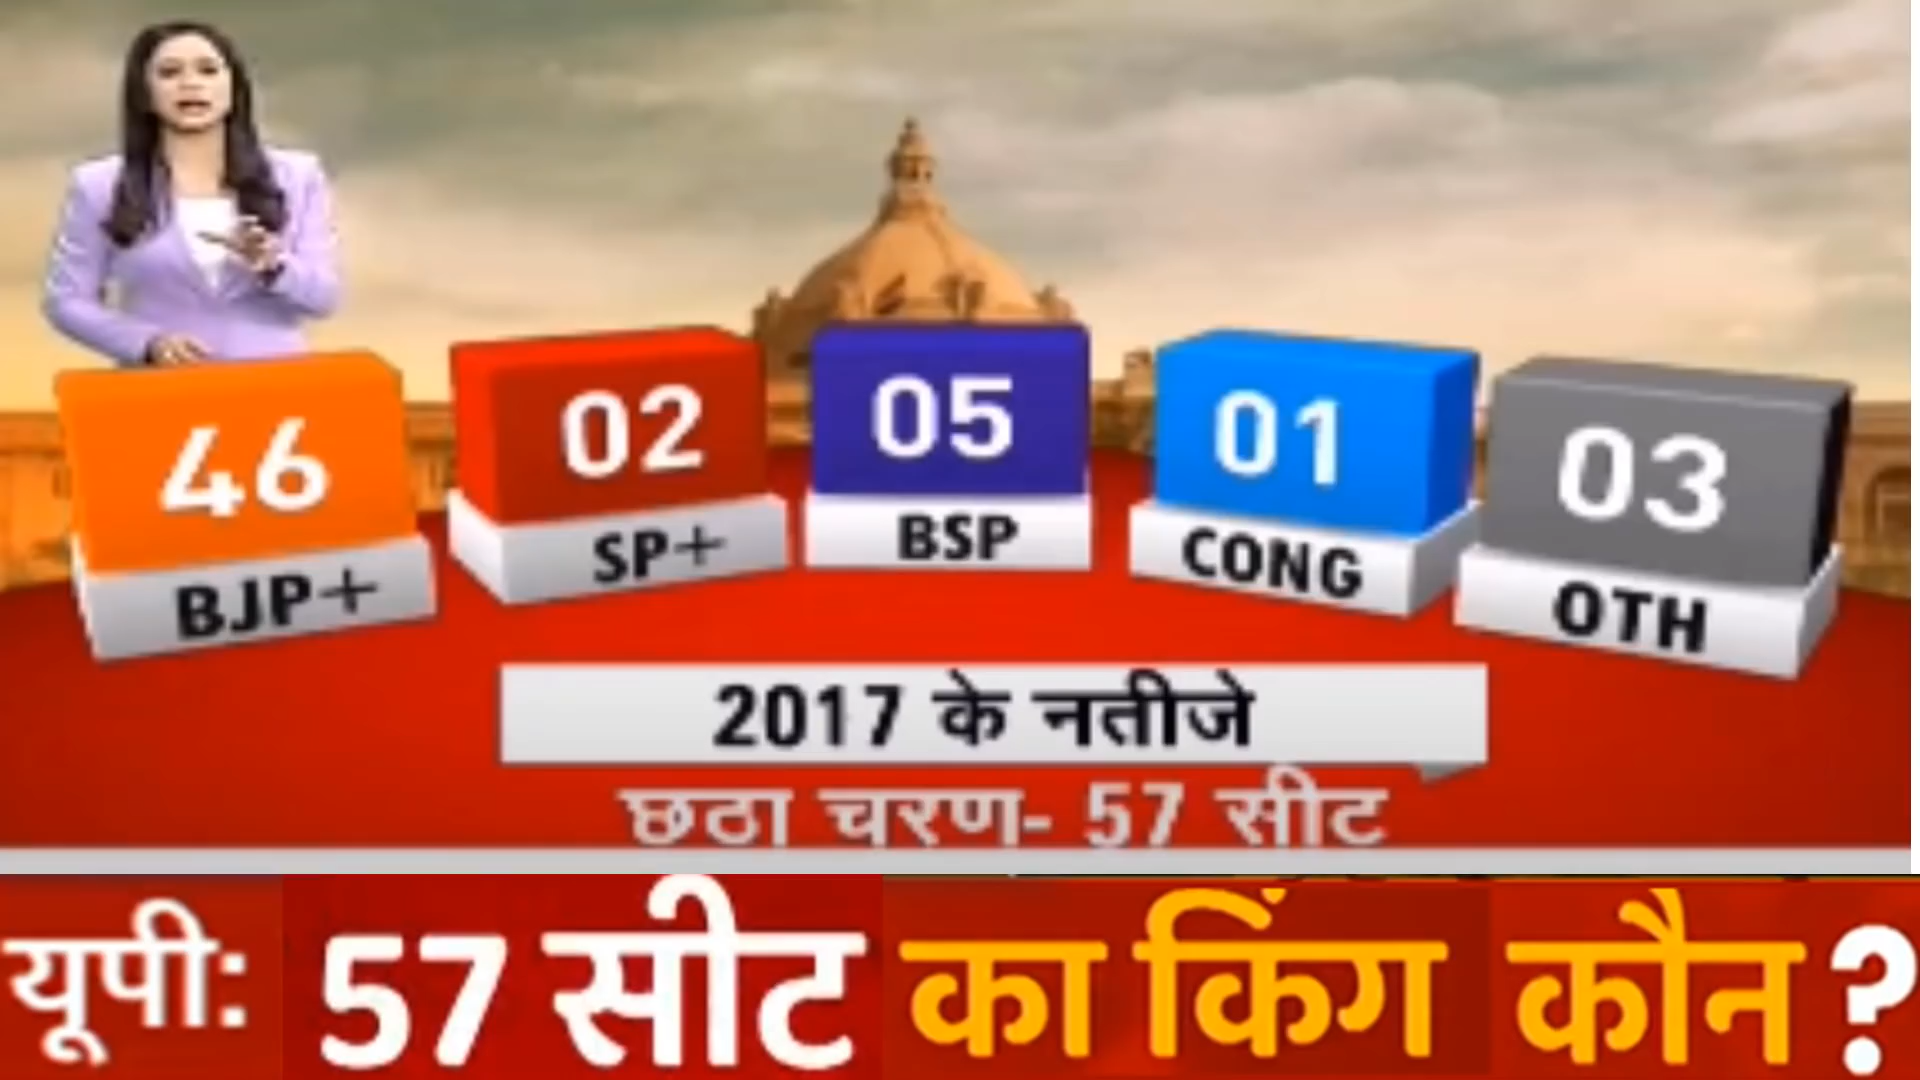 46 02 05 01 03
BJP+ SP+ BSP CONG OTH
2017 के नतीजे
छठा चरण- 57 सीट
यूपी: 57 सीट का किंग कौन?